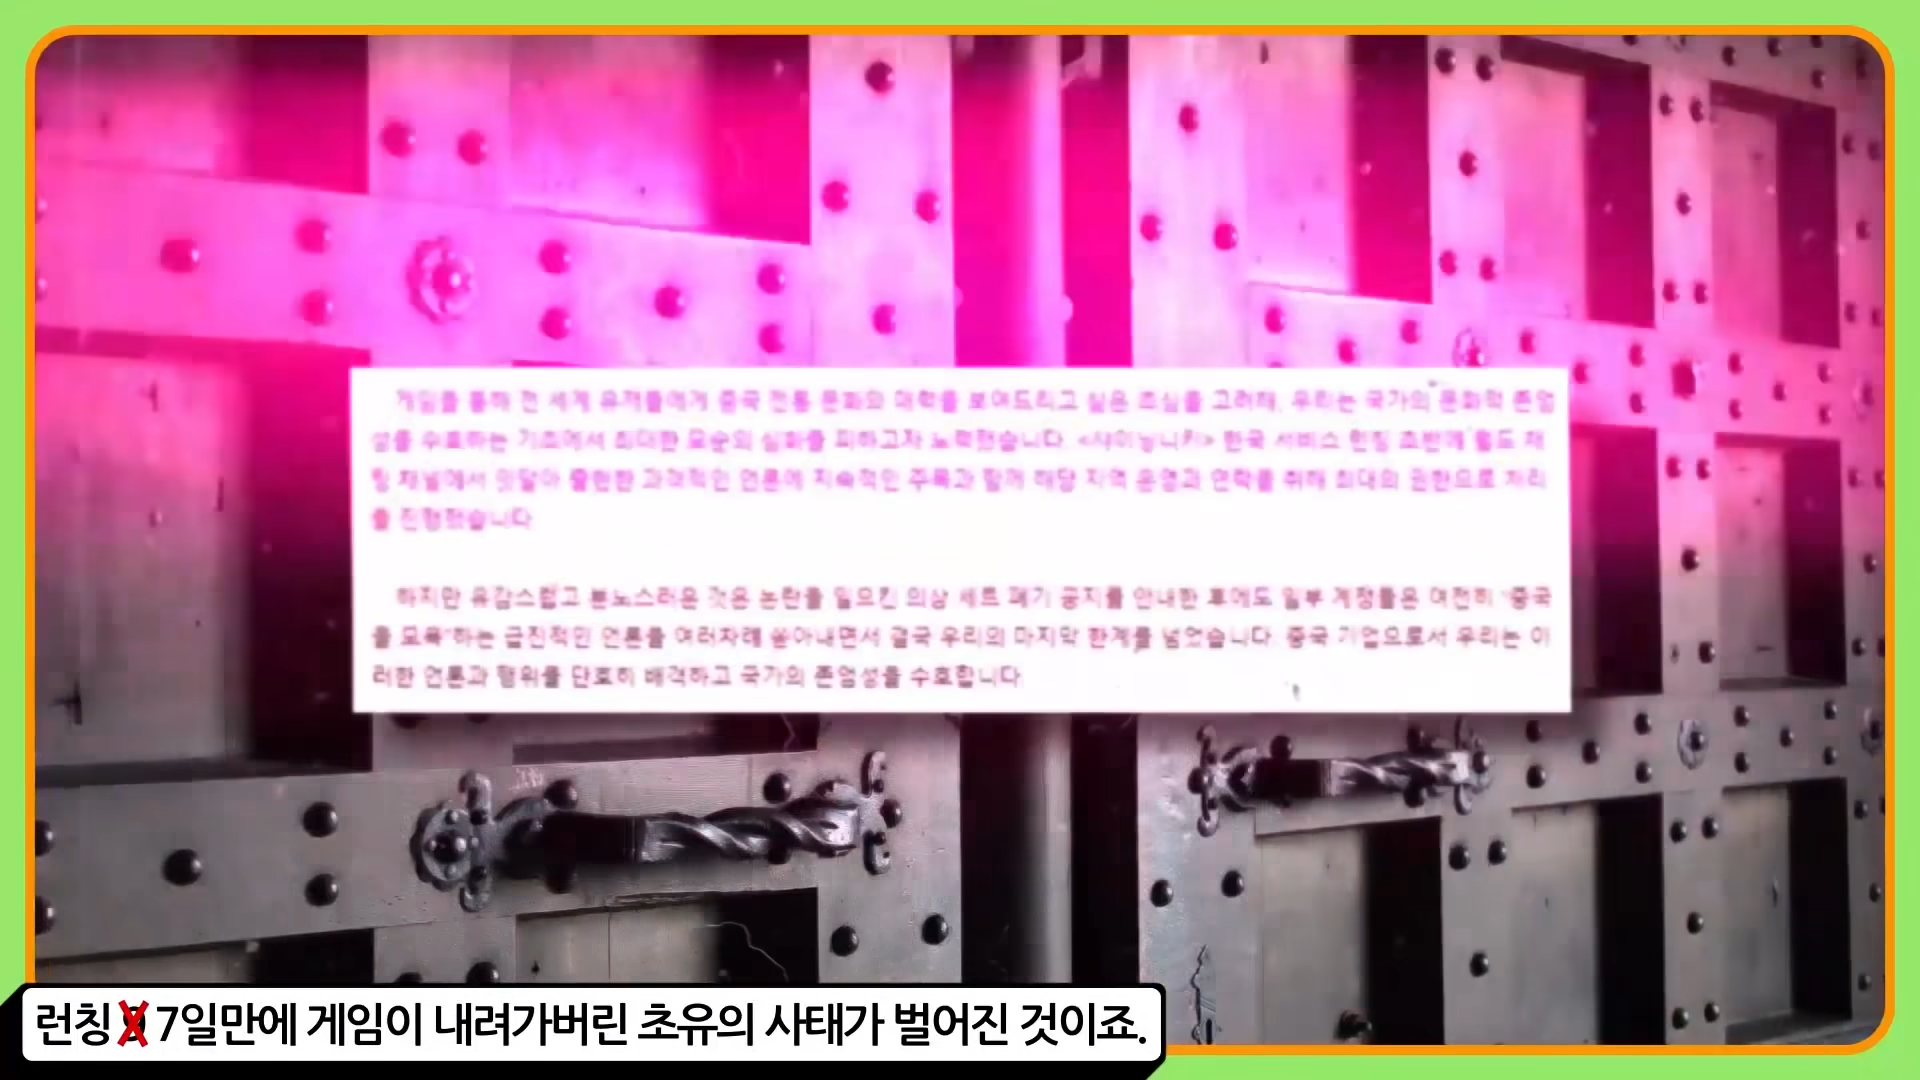 게임을 통해 전 세계 유저들에게 중국 전통 문화와 미학을 보여드리고 싶은 초심을 고려해, 우리는 국가의 문화적 존엄
성을 수호하는 기초에서 최대한 모순의 심화를 피하고자 노력했습니다. <샤이닝니키> 한국 서비스 런칭 초반에 월드 채
팅 채널에서 잇달아 출현한 과격적인 언론에 지속적인 주목과 함께 해당 지역 운영과 연락을 취해 최대의 권한으로 처리
를 진행했습니다.
하지만 유감스럽고 분노스러운 것은 논란을 일으킨 의상 세트 폐기 공지를 안내한 후에도 일부 계정들은 여전히 "중국
을 모욕"하는 급진적인 언론을 여러차례 쏟아내면서 결국 우리의 마지막 한계를 넘었습니다. 중국 기업으로서 우리는 이
러한 언론과 행위를 단호히 배격하고 국가의 존엄성을 수호합니다.
런칭 7일만에 게임이 내려가버린 초유의 사태가 벌어진 것이죠.